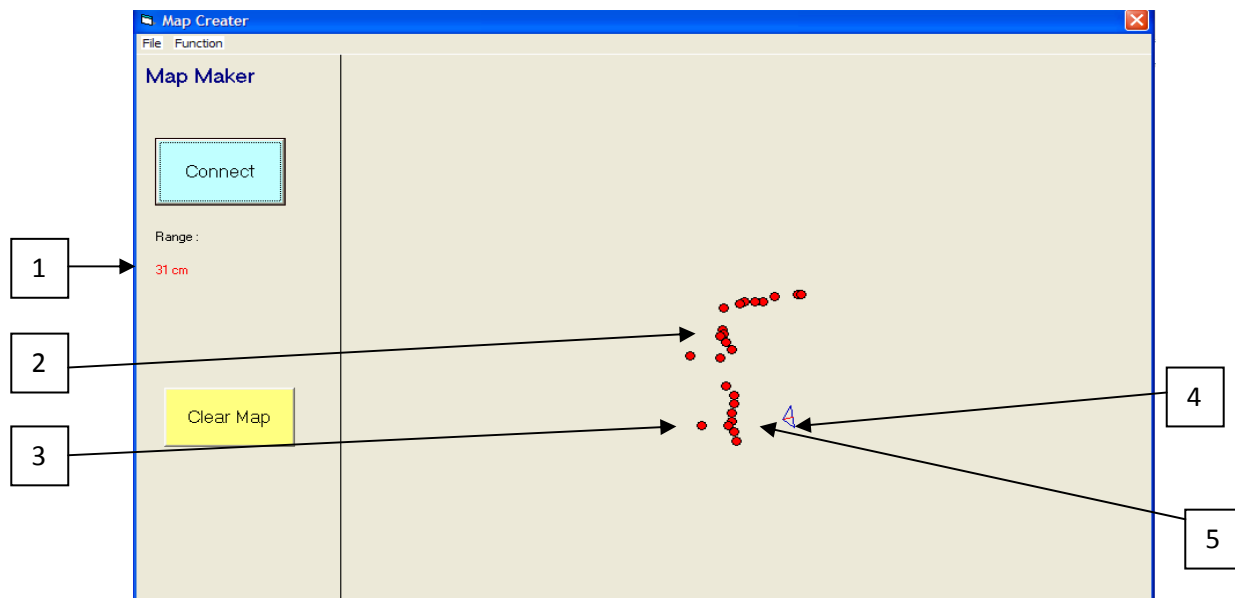 Map Creater
File Function
Map Maker
Connect
Range :
31 cm
Clear Map
1
2
3
4
5